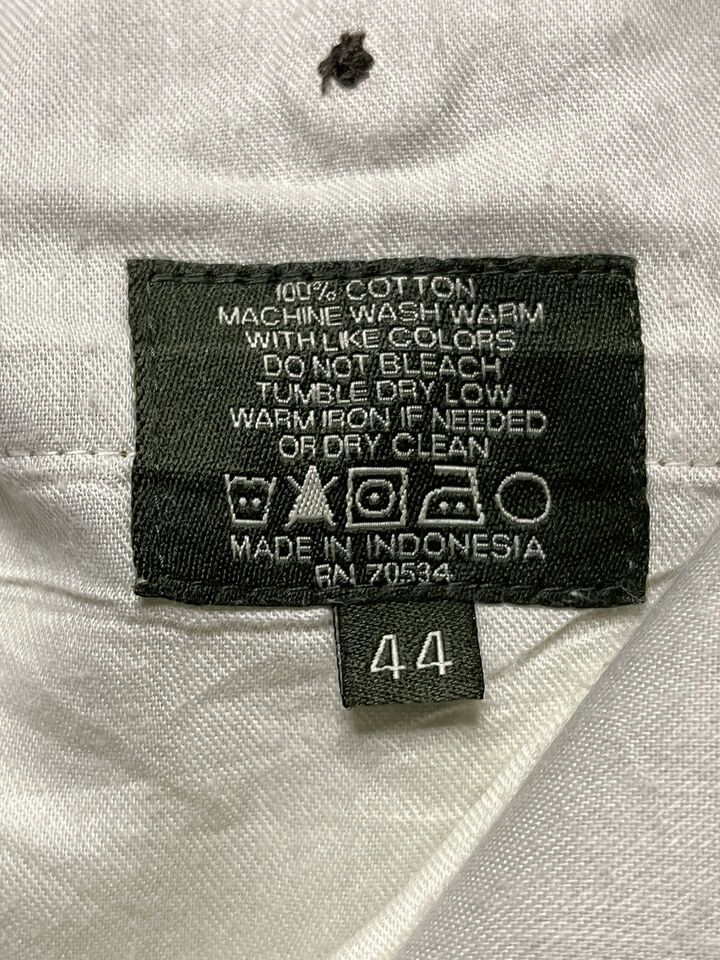 100% COTTON
MACHINE WASH WARM
WITH LIKE COLORS
DO NOT BLEACH
TUMBLE DRY LOW
WARM IRON IF NEEDED
OR DRY CLEAN
MADE IN INDONESIA
RN 70534
44